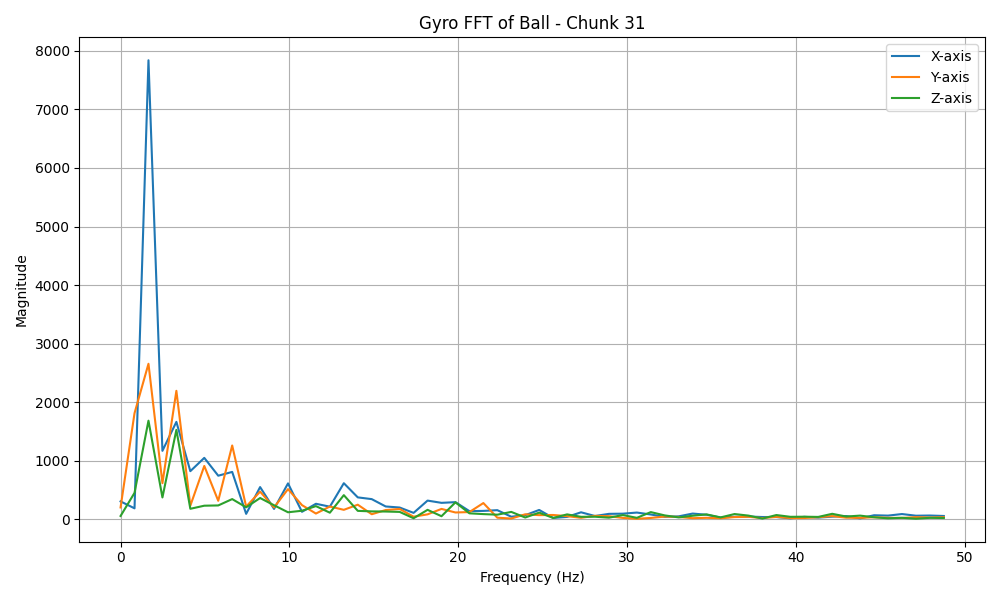 Gyro FFT of Ball - Chunk 31
8000
7000
6000
5000
4000
3000
2000
1000
0
Magnitude
0 10 20 30 40 50
Frequency (Hz)
X-axis
Y-axis
Z-axis